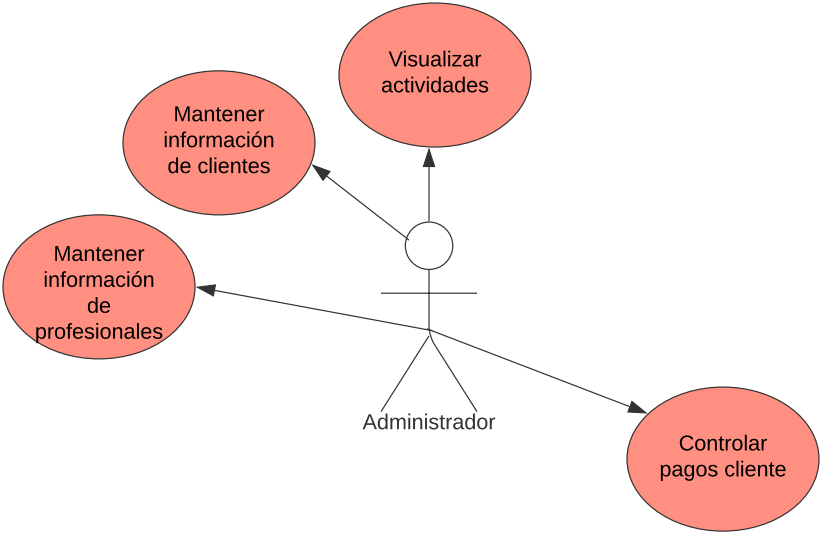 Visualizar
actividades
Mantener
información
de clientes
Mantener
información
de
profesionales
Administrador
Controlar
pagos cliente